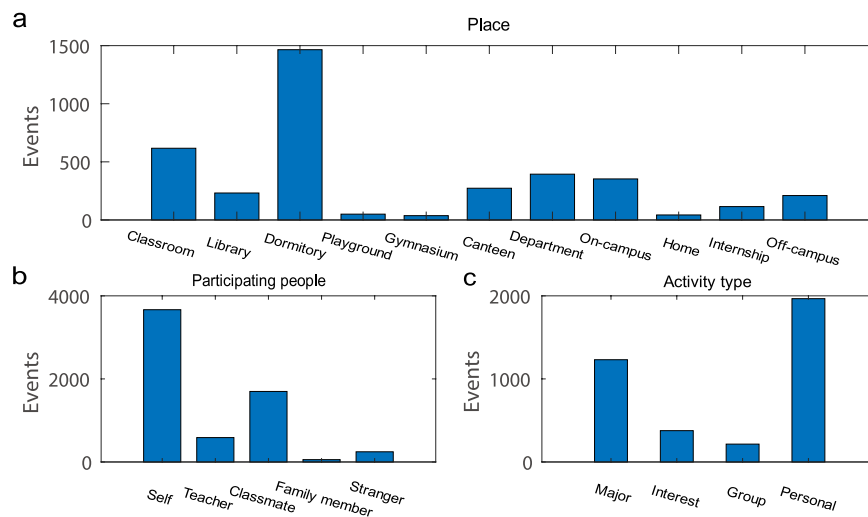 a
Place
Events
1500
1000
500
0
Classroom
Library
Dormitory
Playground
Gymnasium
Canteen
Department
On-campus
Home
Internship
Off-campus
b
Participating people
Events
4000
2000
0
Self
Teacher
Classmate
Family member
Stranger
c
Activity type
Events
2000
1000
0
Major
Interest
Group
Personal